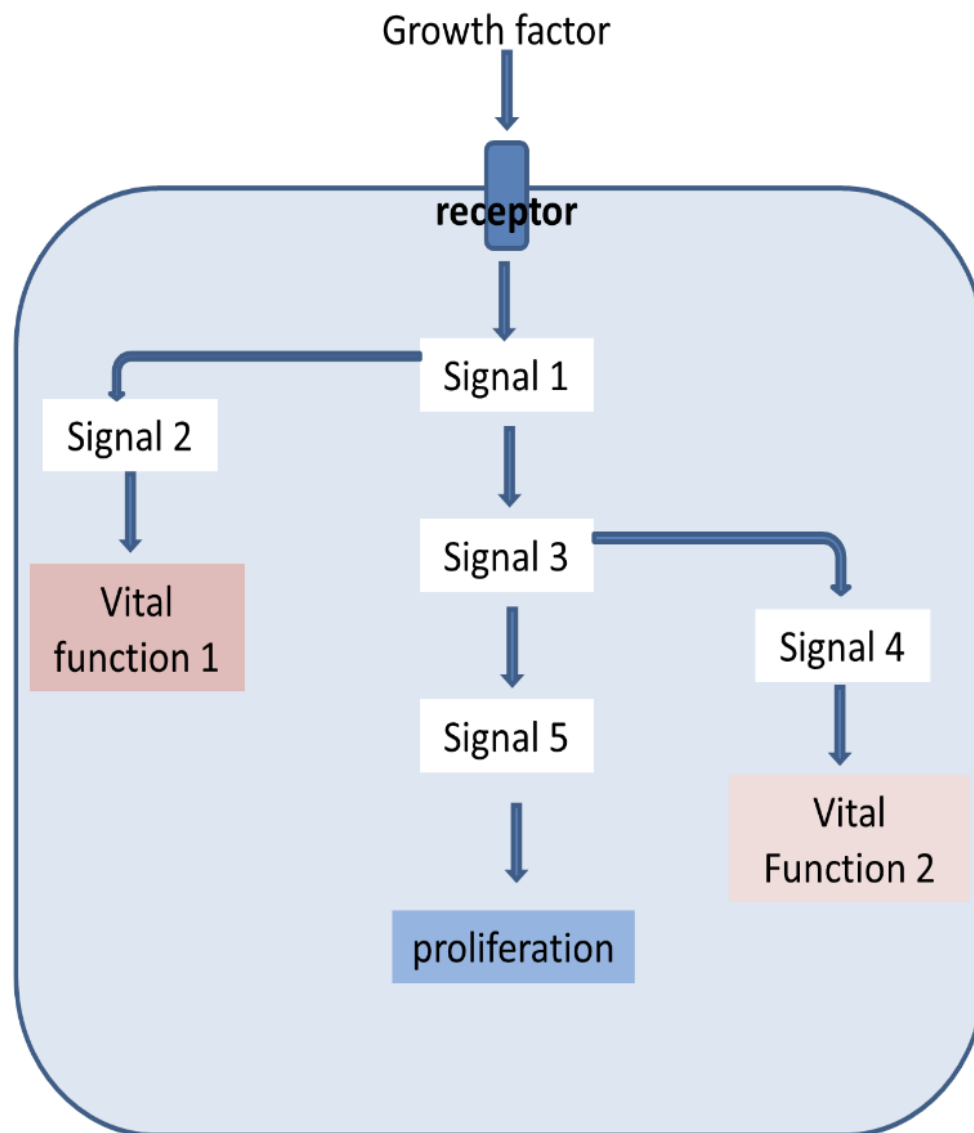 Growth factor
receptor
Signal 1
Signal 2
Signal 3
Vital
function 1
Signal 4
Signal 5
Vital
Function 2
proliferation